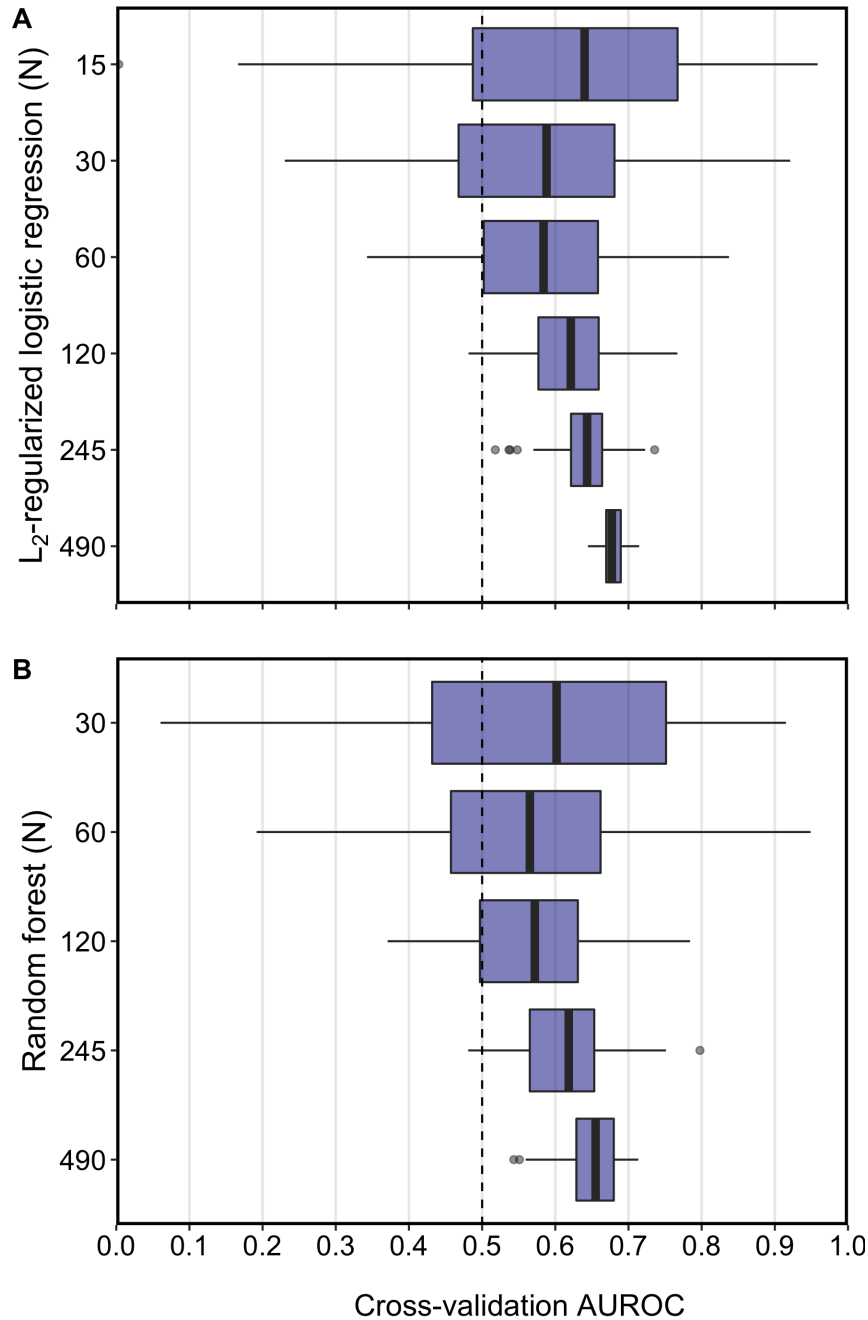 A
L₂-regularized logistic regression (N)
15
30
60
120
245
490
B
Random forest (N)
30
60
120
245
490
0.0 0.1 0.2 0.3 0.4 0.5 0.6 0.7 0.8 0.9 1.0
Cross-validation AUROC